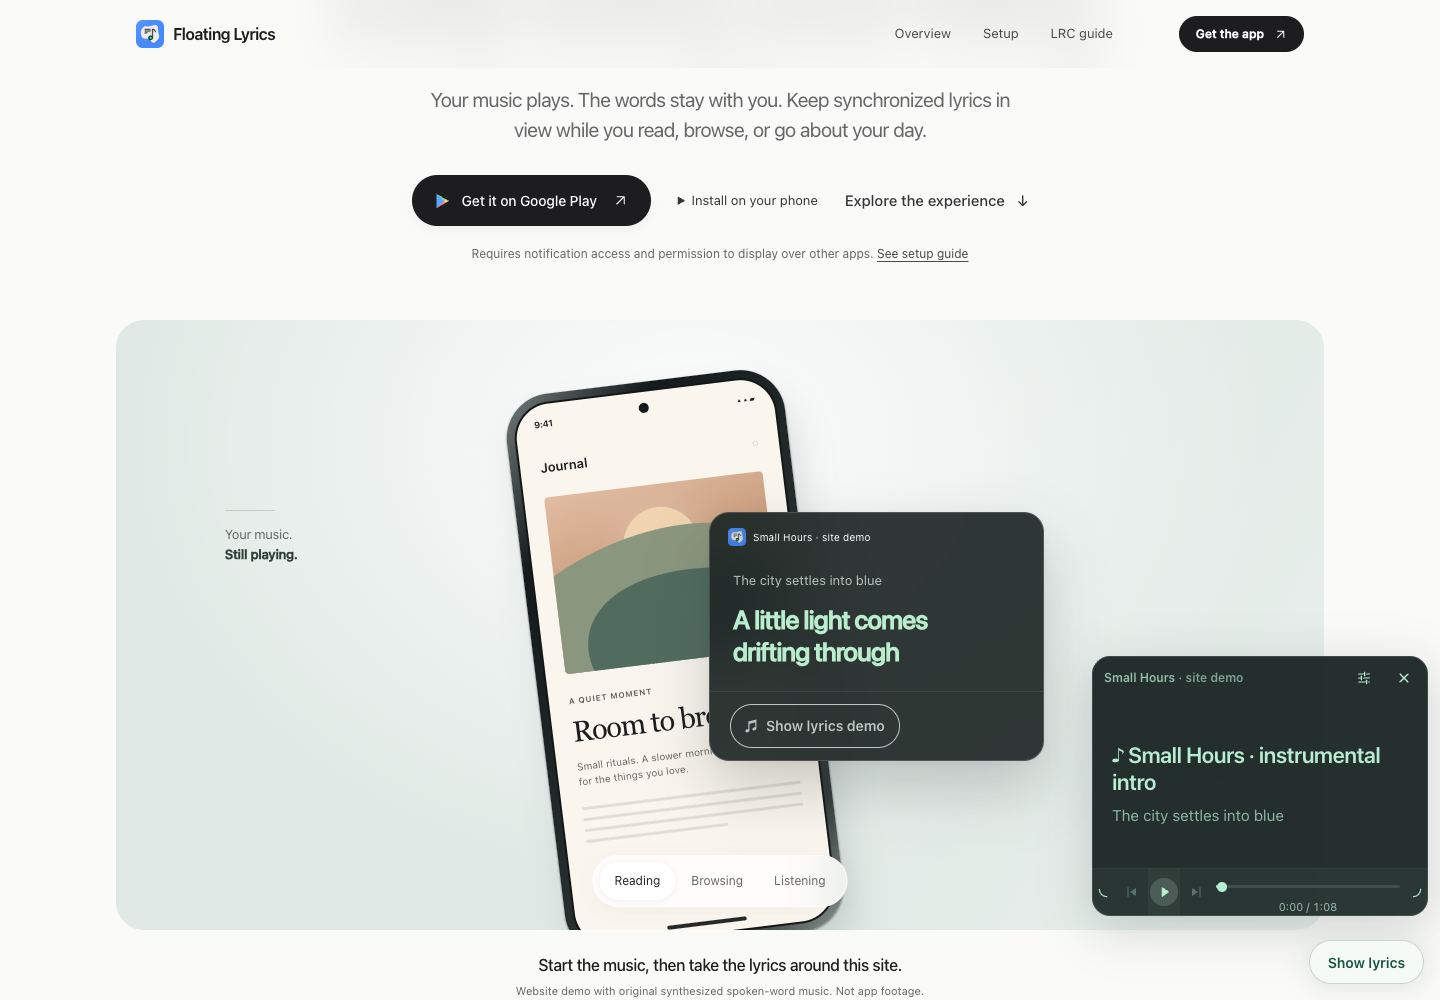 Floating Lyrics
Overview
Setup
LRC guide
Get the app
Your music plays. The words stay with you. Keep synchronized lyrics in
view while you read, browse, or go about your day.
Get it on Google Play
Install on your phone
Explore the experience
Requires notification access and permission to display over other apps. See setup guide
9:41
Journal
Your music.
Still playing.
Small Hours · site demo
The city settles into blue
A little light comes
drifting through
Show lyrics demo
A QUIET MOMENT
Room to
Small rituals. A slower
for the things you love.
Reading
Browsing
Listening
Small Hours · site demo
♪ Small Hours · instrumental
intro
The city settles into blue
0:00 / 1:08
Show lyrics
Start the music, then take the lyrics around this site.
Website demo with original synthesized spoken-word music. Not app footage.